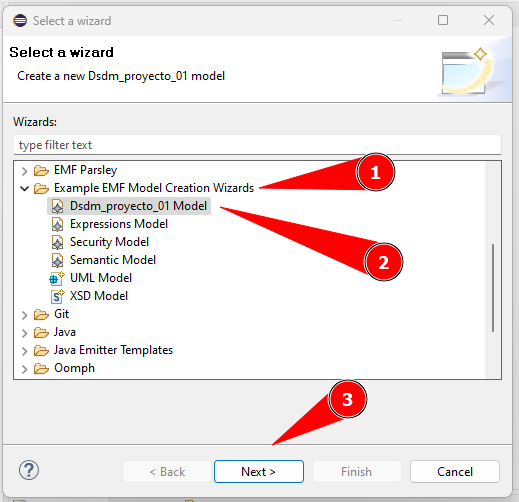 Select a wizard
Select a wizard
Create a new Dsdm_proyecto_01 model
Wizards:
type filter text
EMF Parsley
Example EMF Model Creation Wizards
1
Dsdm_proyecto_01 Model
Expressions Model
Security Model
2
Semantic Model
UML Model
XSD Model
Git
Java
Java Emitter Templates
Oomph
3
? < Back Next > Finish Cancel